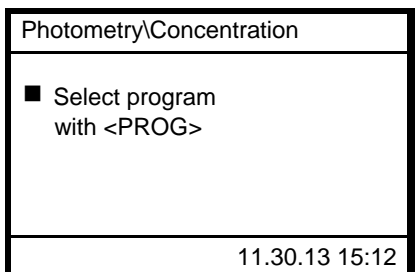 Photometry\Concentration
■ Select program
with <PROG>
11.30.13 15:12